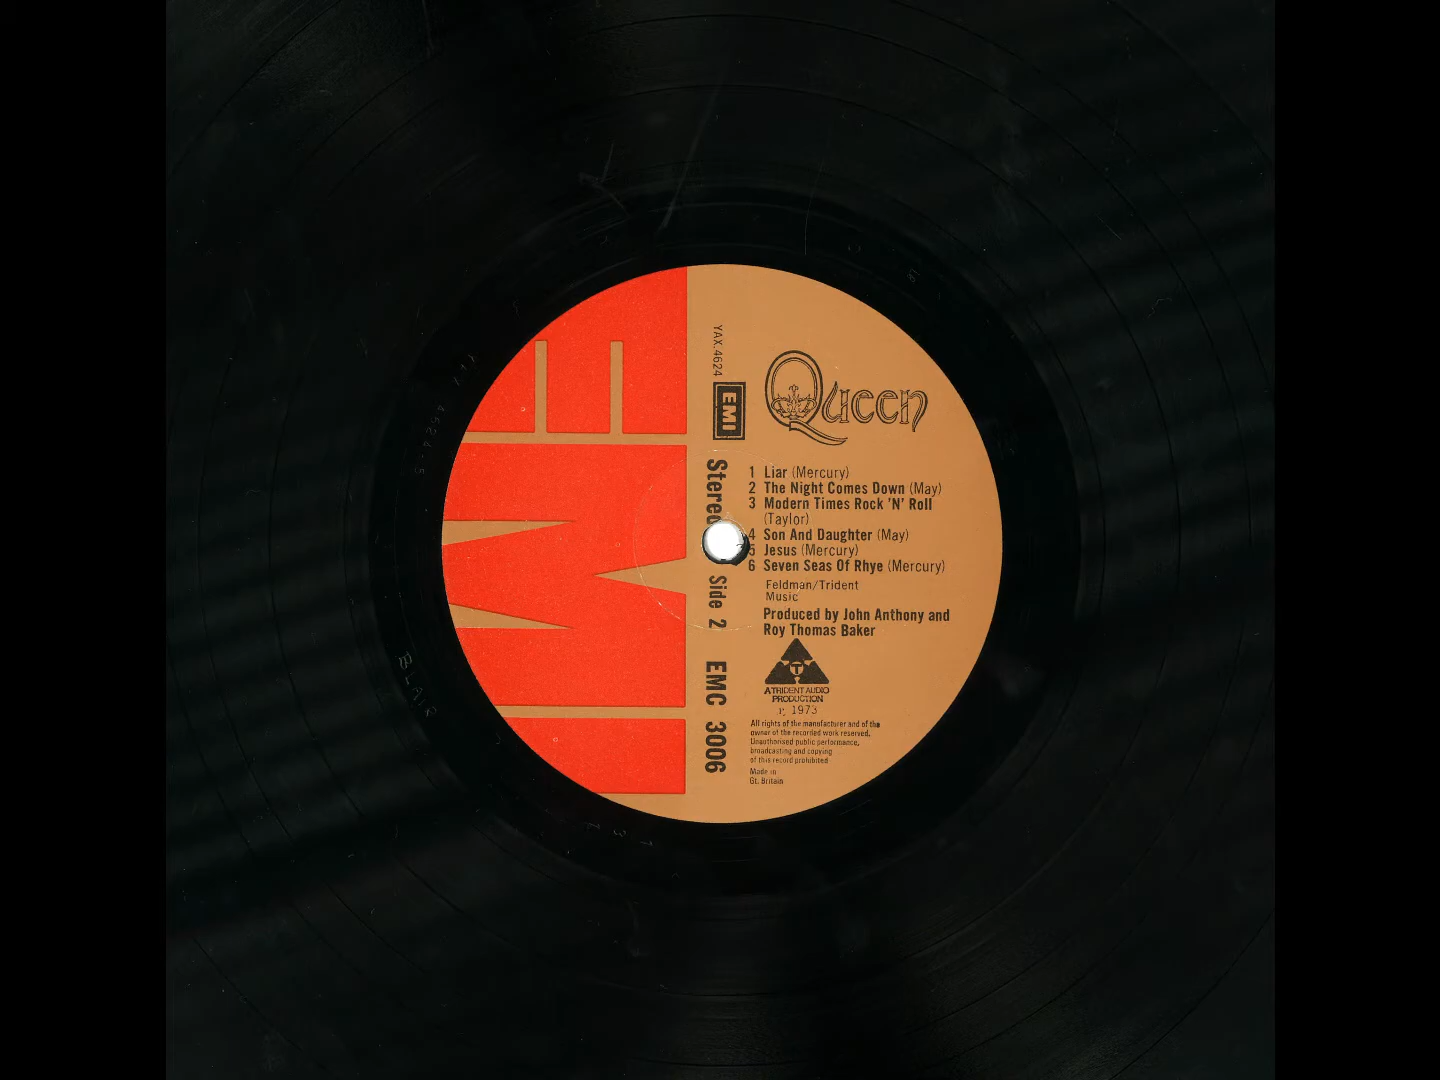 YAX.4624
EMI
Stereo
Side 2
EMC 3006
Queen
1 Liar (Mercury)
2 The Night Comes Down (May)
3 Modern Times Rock 'N' Roll
(Taylor)
4 Son And Daughter (May)
5 Jesus (Mercury)
6 Seven Seas Of Rhye (Mercury)
Feldman/Trident
Music
Produced by John Anthony and
Roy Thomas Baker
T
A TRIDENT AUDIO
PRODUCTION
P. 1973
All rights of the manufacturer and of the
owner of the recorded work reserved.
Unauthorised public performance,
broadcasting and copying
of this record prohibited
Made in
Gt. Britain
EMI
BLAIR